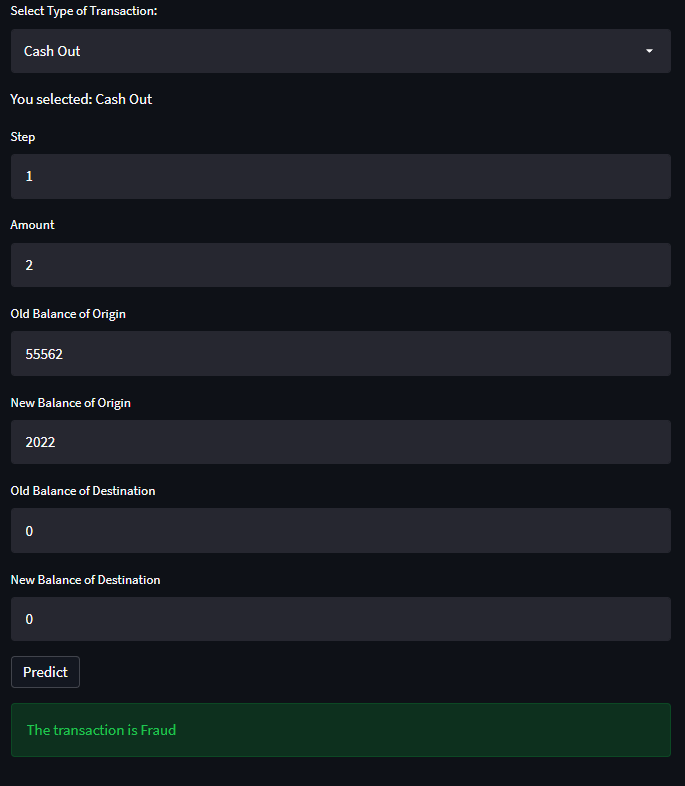 Select Type of Transaction:
Cash Out
You selected: Cash Out
Step
1
Amount
2
Old Balance of Origin
55562
New Balance of Origin
2022
Old Balance of Destination
0
New Balance of Destination
0
Predict
The transaction is Fraud